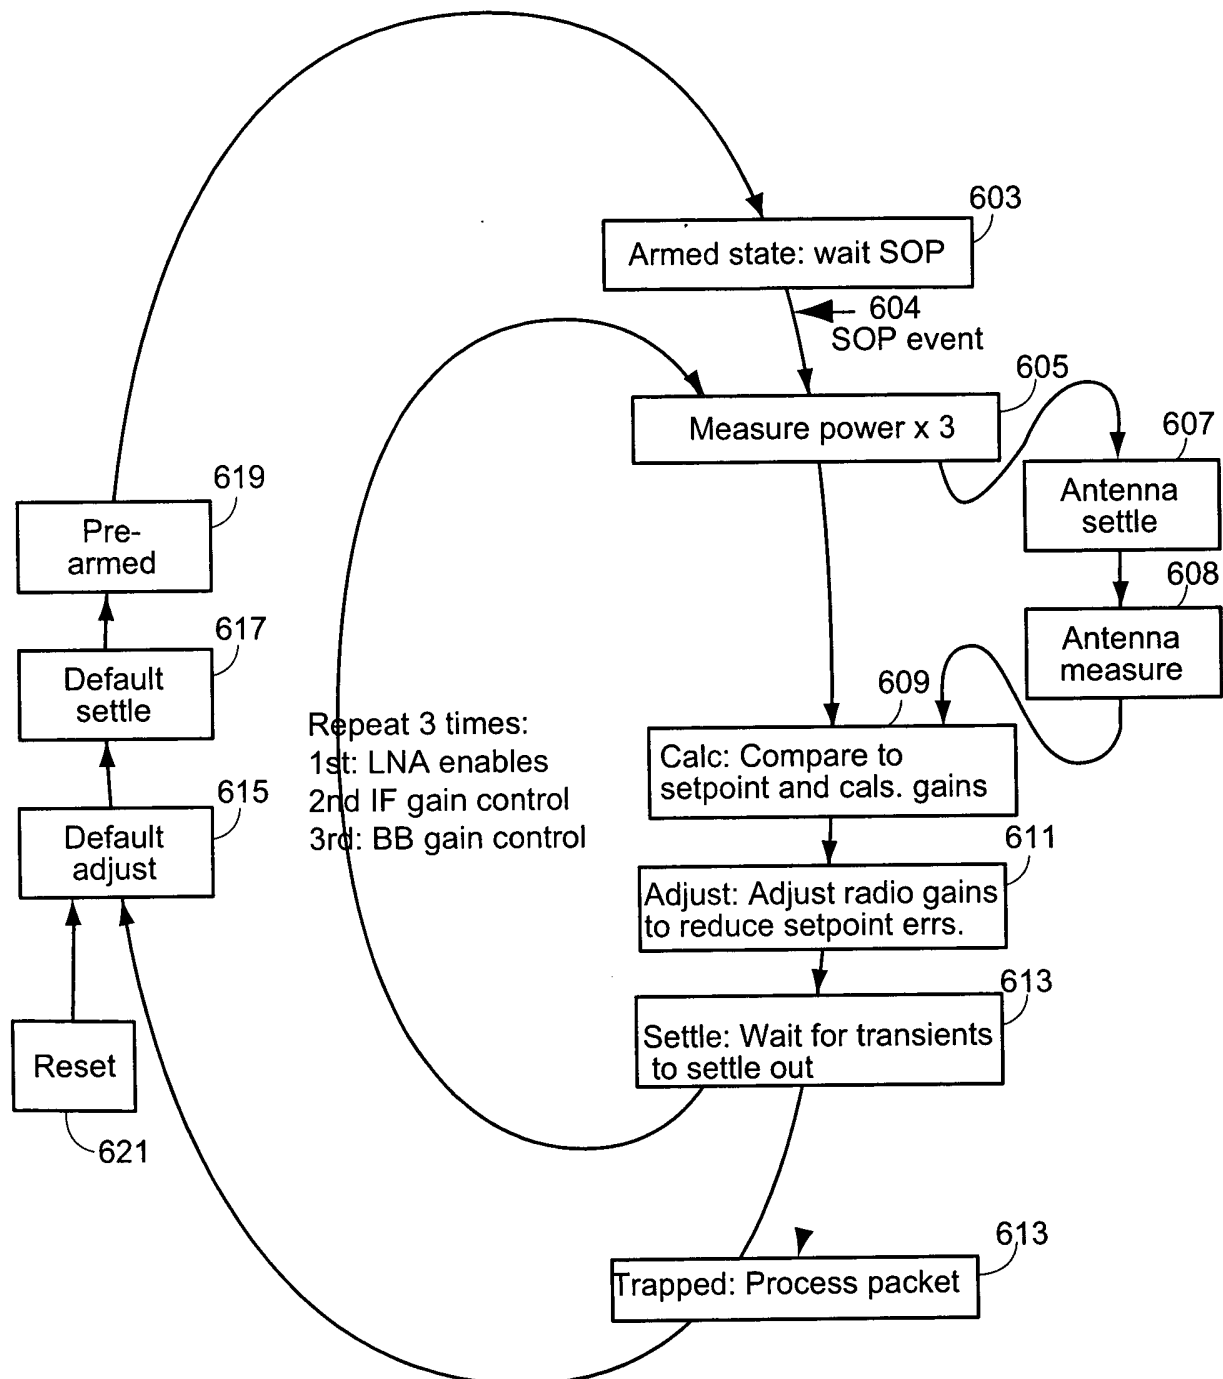 603
Armed state: wait SOP
604
SOP event
605
Measure power x 3
607
Antenna
settle
608
Antenna
measure
619
Pre-
armed
617
Default
settle
615
Default
adjust
Reset
621
Repeat 3 times:
1st: LNA enables
2nd IF gain control
3rd: BB gain control
609
Calc: Compare to
setpoint and cals. gains
611
Adjust: Adjust radio gains
to reduce setpoint errs.
613
Settle: Wait for transients
to settle out
613
Trapped: Process packet